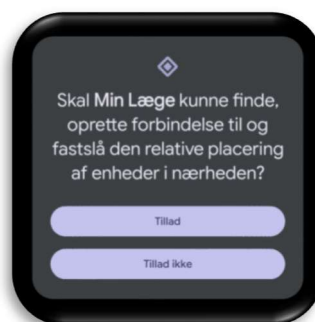 Skal Min Læge kunne finde,
oprette forbindelse til og
fastslå den relative placering
af enheder i nærheden?
Tillad
Tillad ikke